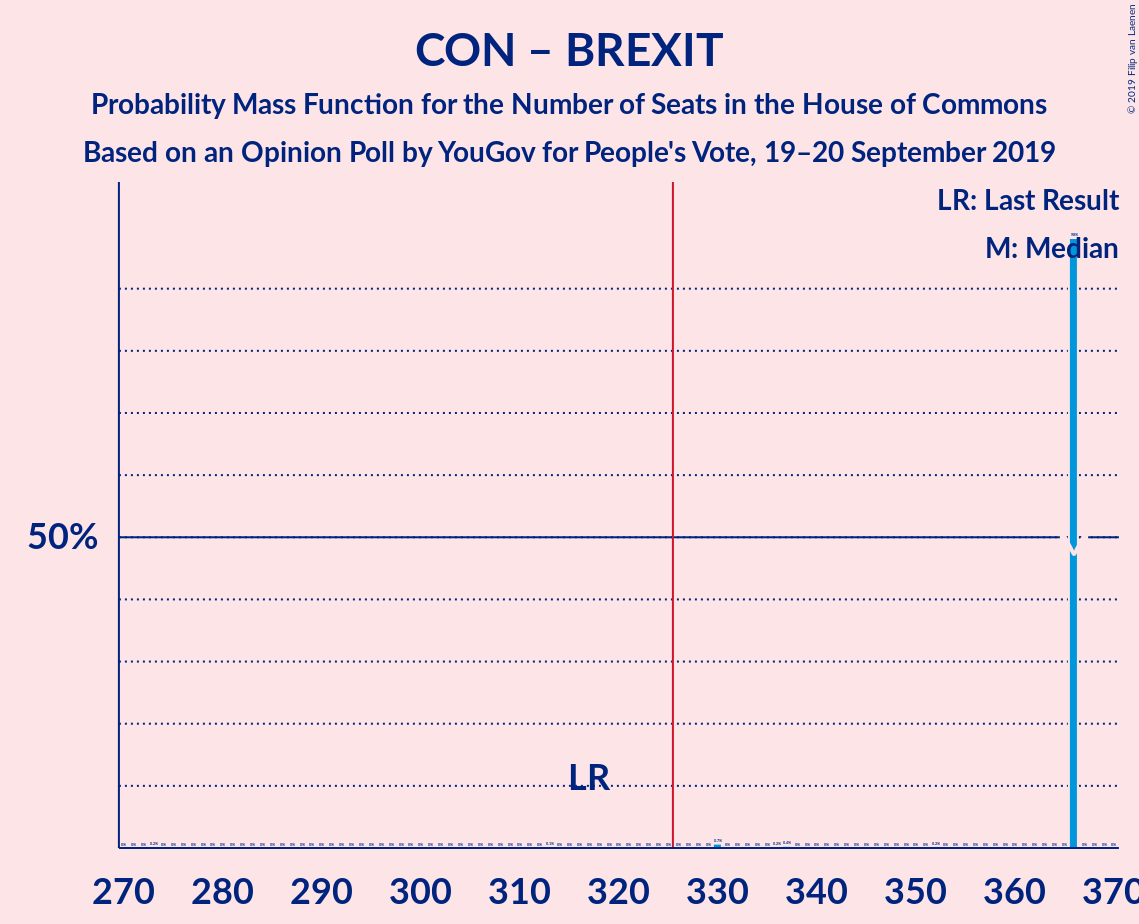 CON – BREXIT
Probability Mass Function for the Number of Seats in the House of Commons
Based on an Opinion Poll by YouGov for People's Vote, 19–20 September 2019
© 2019 Filip van Laenen
LR: Last Result
M: Median
50%
LR
270 280 290 300 310 320 330 340 350 360 370